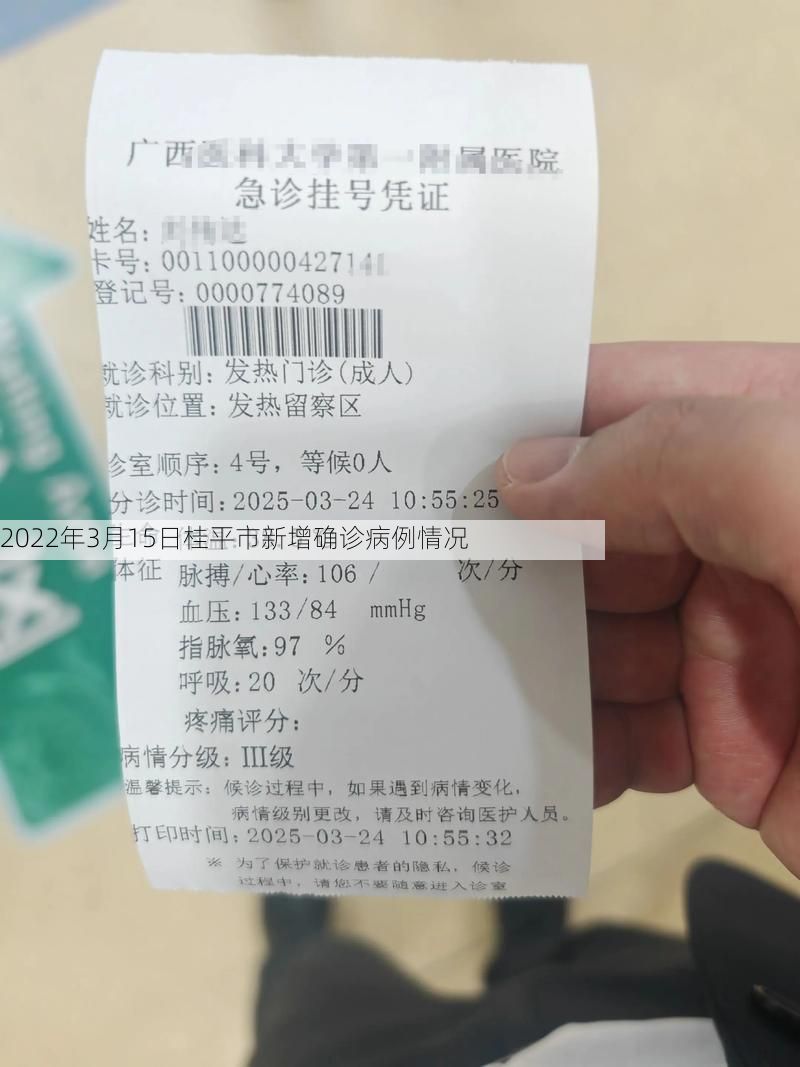 广西
医院
急诊挂号凭证
姓名:
卡号: 001100000427141
登记号: 0000774089
就诊科别: 发热门诊(成人)
就诊位置: 发热留察区
诊室顺序: 4号, 等候0人
分诊时间: 2025-03-24 10:55:25
2022年3月15日桂平市新增确诊病例情况
体征 脉搏/心率: 106 / 次/分
血压: 133/84 mmHg
指脉氧: 97 %
呼吸: 20 次/分
疼痛评分:
病情分级: III级
温馨提示: 候诊过程中, 如果遇到病情变化,
病情级别更改, 请及时咨询医护人员。
打印时间: 2025-03-24 10:55:32
※ 为了保护就诊患者的隐私, 候诊
过程中, 请您不要随意进入诊室